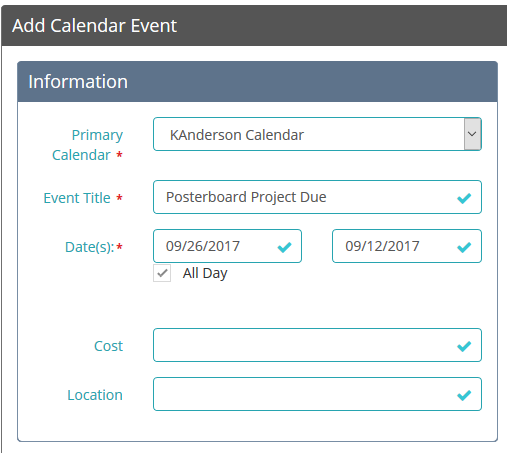 Add Calendar Event
Information
Primary
Calendar *
KAnderson Calendar
Event Title *
Posterboard Project Due
Date(s):*
09/26/2017
09/12/2017
All Day
Cost
Location